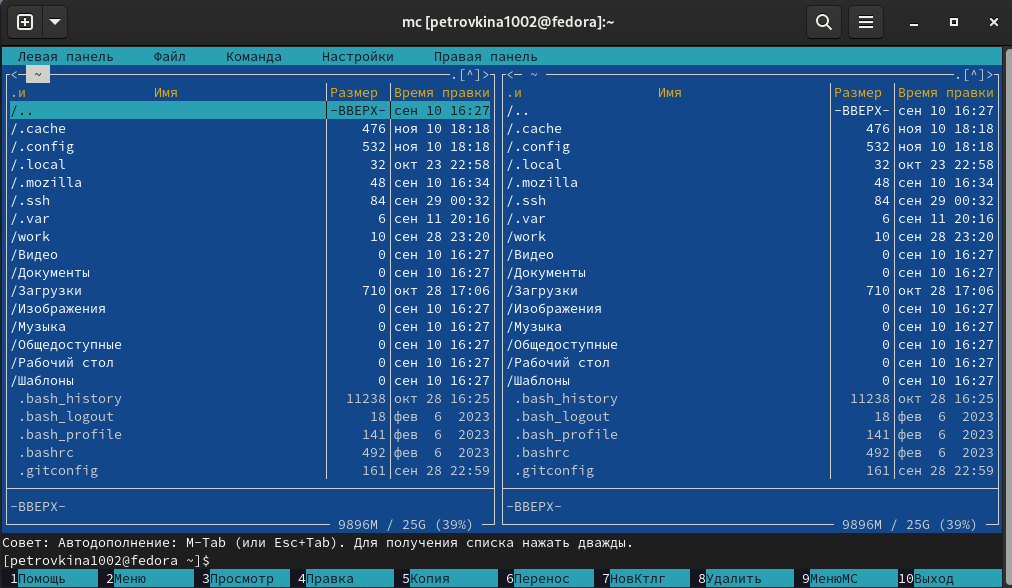 mc [petrovkina1002@fedora]:~
Левая панель Файл Команда Настройки Правая панель
<─ ~ .[^]> <─ ~ .[^]>
.и Имя Размер Время правки .и Имя Размер Время правки
/.. -ВВЕРХ- сен 10 16:27 /.. -ВВЕРХ- сен 10 16:27
/.cache 476 ноя 10 18:18 /.cache 476 ноя 10 18:18
/.config 532 ноя 10 18:18 /.config 532 ноя 10 18:18
/.local 32 окт 23 22:58 /.local 32 окт 23 22:58
/.mozilla 48 сен 10 16:34 /.mozilla 48 сен 10 16:34
/.ssh 84 сен 29 00:32 /.ssh 84 сен 29 00:32
/.var 6 сен 11 20:16 /.var 6 сен 11 20:16
/work 10 сен 28 23:20 /work 10 сен 28 23:20
/Видео 0 сен 10 16:27 /Видео 0 сен 10 16:27
/Документы 0 сен 10 16:27 /Документы 0 сен 10 16:27
/Загрузки 710 окт 28 17:06 /Загрузки 710 окт 28 17:06
/Изображения 0 сен 10 16:27 /Изображения 0 сен 10 16:27
/Музыка 0 сен 10 16:27 /Музыка 0 сен 10 16:27
/Общедоступные 0 сен 10 16:27 /Общедоступные 0 сен 10 16:27
/Рабочий стол 0 сен 10 16:27 /Рабочий стол 0 сен 10 16:27
/Шаблоны 0 сен 10 16:27 /Шаблоны 0 сен 10 16:27
.bash_history 11238 окт 28 16:25 .bash_history 11238 окт 28 16:25
.bash_logout 18 фев 6 2023 .bash_logout 18 фев 6 2023
.bash_profile 141 фев 6 2023 .bash_profile 141 фев 6 2023
.bashrc 492 фев 6 2023 .bashrc 492 фев 6 2023
.gitconfig 161 сен 28 22:59 .gitconfig 161 сен 28 22:59
-ВВЕРХ- -ВВЕРХ-
9896M / 25G (39%) 9896M / 25G (39%)
Совет: Автодополнение: M-Tab (или Esc+Tab). Для получения списка нажать дважды.
[petrovkina1002@fedora ~]$
1Помощь 2Меню 3Просмотр 4Правка 5Копия 6Перенос 7НовКтлг 8Удалить 9МенюMC 10Выход